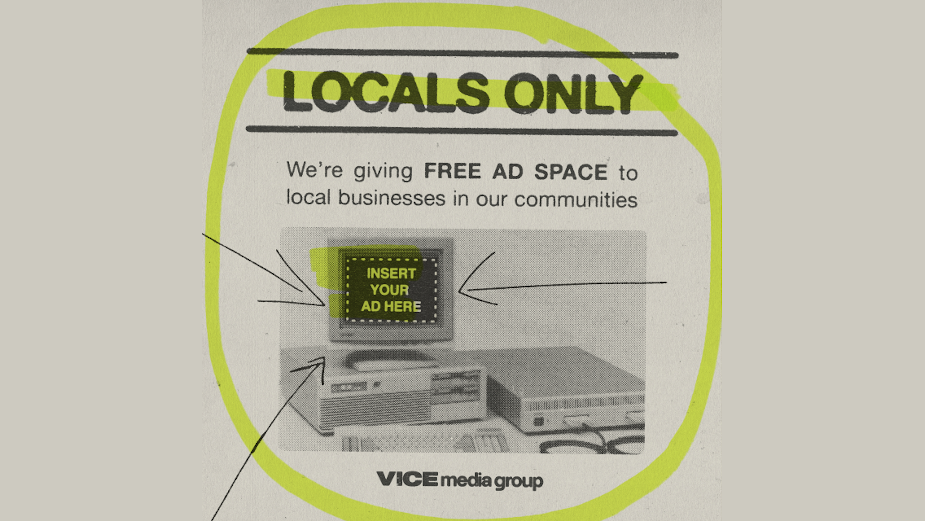 LOCALS ONLY
We're giving FREE AD SPACE to
local businesses in our communities
INSERT
YOUR
AD HERE
VICE media group